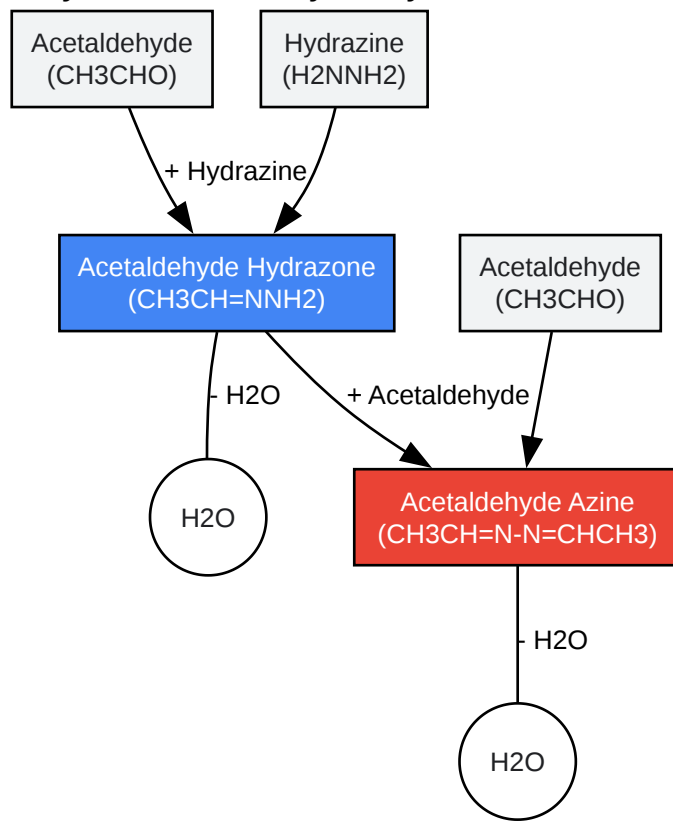 Acetaldehyde
(CH3CHO)
Hydrazine
(H2NNH2)
+ Hydrazine
Acetaldehyde Hydrazone
(CH3CH=NNH2)
Acetaldehyde
(CH3CHO)
- H2O
+ Acetaldehyde
H2O
Acetaldehyde Azine
(CH3CH=N-N=CHCH3)
- H2O
H2O